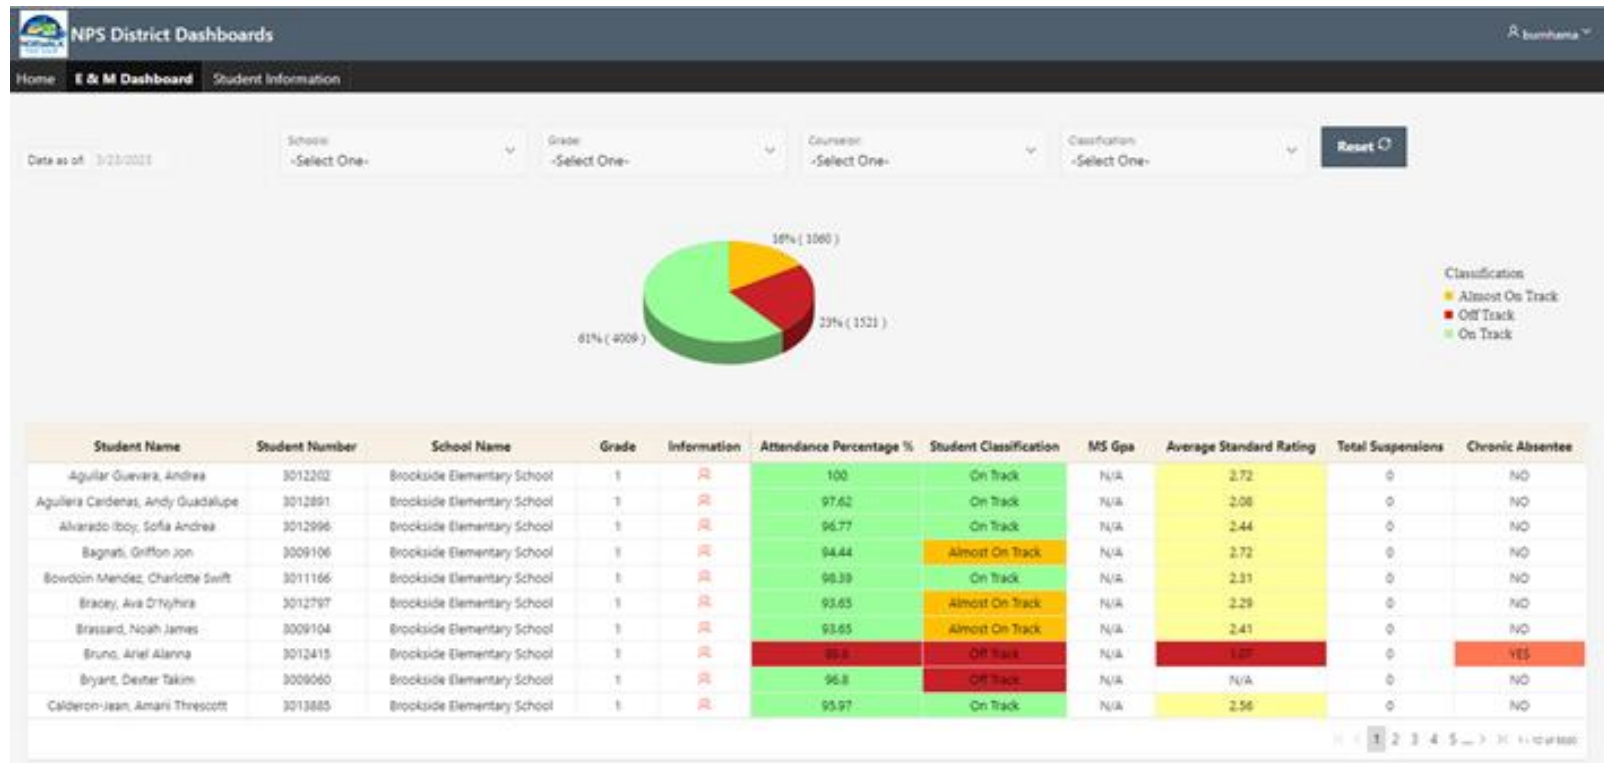 NPS District Dashboards
burnhama
Home E & M Dashboard Student Information
Data as of: 3/23/2023
Schools: -Select One-
Grade: -Select One-
Counselor: -Select One-
Classification: -Select One-
Reset
16% ( 1060 )
23% ( 1521 )
61% ( 4009 )
Classification
Almost On Track
Off Track
On Track
Student Name Student Number School Name Grade Information Attendance Percentage % Student Classification MS Gpa Average Standard Rating Total Suspensions Chronic Absentee
Aguilar Guevara, Andrea 3012202 Brookside Elementary School 1 100 On Track N/A 2.72 0 NO
Aguilera Cardenas, Andy Guadalupe 3012891 Brookside Elementary School 1 97.62 On Track N/A 2.08 0 NO
Alvarado Iboy, Sofia Andrea 3012996 Brookside Elementary School 1 96.77 On Track N/A 2.44 0 NO
Bagnati, Griffon Jon 3009106 Brookside Elementary School 1 94.44 Almost On Track N/A 2.72 0 NO
Bowdoin Mendez, Charlotte Swift 3011166 Brookside Elementary School 1 98.39 On Track N/A 2.31 0 NO
Bracey, Ava D'Nyhira 3012797 Brookside Elementary School 1 93.65 Almost On Track N/A 2.29 0 NO
Brassard, Noah James 3009104 Brookside Elementary School 1 93.65 Almost On Track N/A 2.41 0 NO
Bruno, Ariel Alanna 3012415 Brookside Elementary School 1 Off Track N/A 1.07 0 YES
Bryant, Dexter Takim 3009060 Brookside Elementary School 1 96.8 Off Track N/A N/A 0 NO
Calderon-Jean, Amani Threscott 3013885 Brookside Elementary School 1 95.97 On Track N/A 2.56 0 NO
1 2 3 4 5 ...